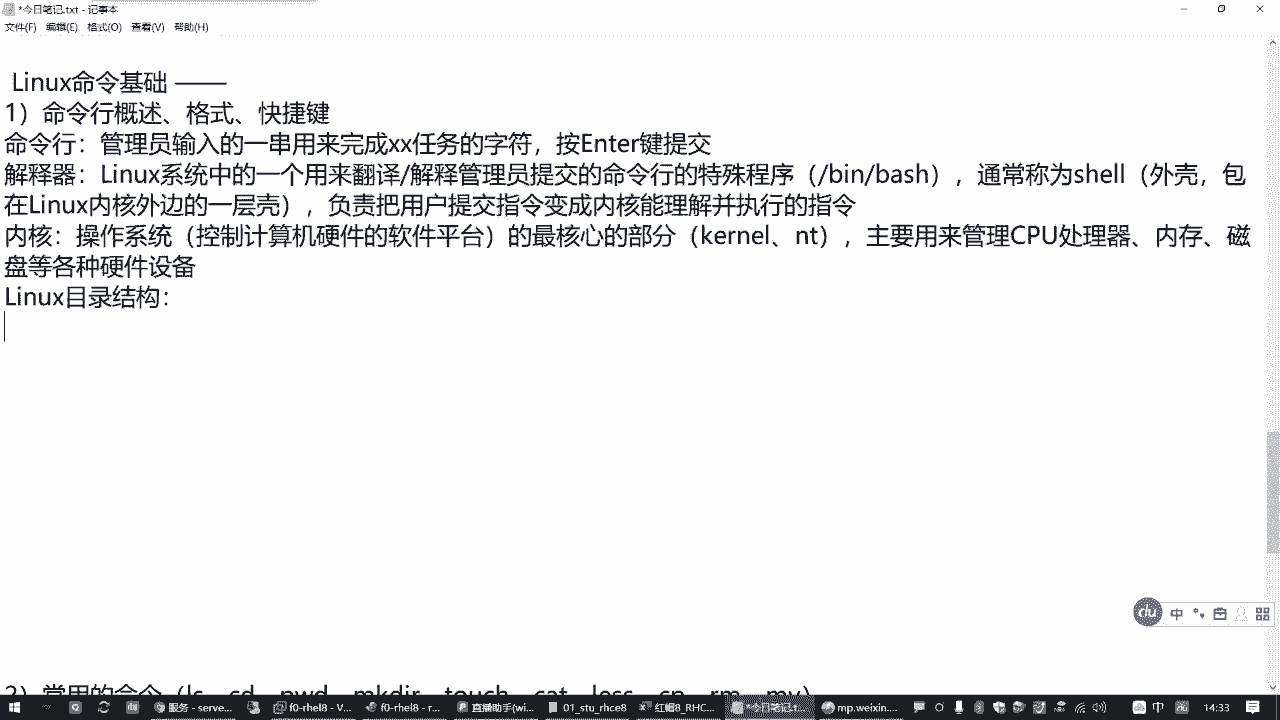 *今日笔记.txt - 记事本
文件(F) 编辑(E) 格式(O) 查看(V) 帮助(H)
Linux命令基础 ——
1）命令行概述、格式、快捷键
命令行：管理员输入的一串用来完成xx任务的字符，按Enter键提交
解释器：Linux系统中的一个用来翻译/解释管理员提交的命令行的特殊程序（/bin/bash），通常称为shell（外壳，包
在Linux内核外边的一层壳），负责把用户提交指令变成内核能理解并执行的指令
内核：操作系统（控制计算机硬件的软件平台）的最核心的部分（kernel、nt），主要用来管理CPU处理器、内存、磁
盘等各种硬件设备
Linux目录结构：
du 中
2）常用的命令（ls、cd、pwd、mkdir、touch、cat、less、cp、rm、mv）
服务 - serve... f0-rhel8 - V... f0-rhel8 - r... 直播助手(wi... 01_stu_rhce8 红帽8_RHC... *今日笔记.t... mp.weixin.... 中 14:33